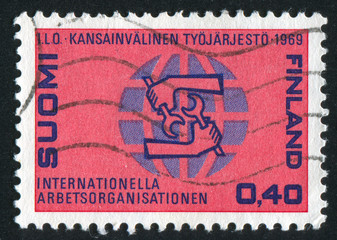 I.L.O. · KANSAINVÄLINEN TYÖJÄRJESTÖ · 1969
SUOMI
FINLAND
INTERNATIONELLA
ARBETSORGANISATIONEN
0,40